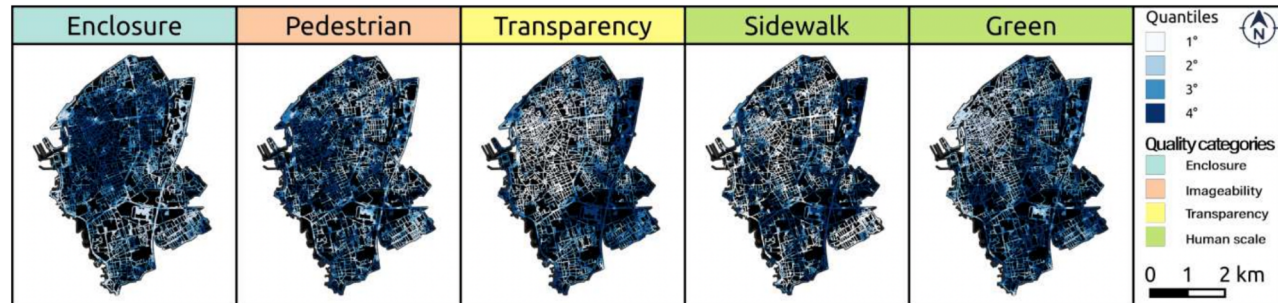 Enclosure
Pedestrian
Transparency
Sidewalk
Green
Quantiles
N
1°
2°
3°
4°
Quality categories
Enclosure
Imageability
Transparency
Human scale
0 1 2 km